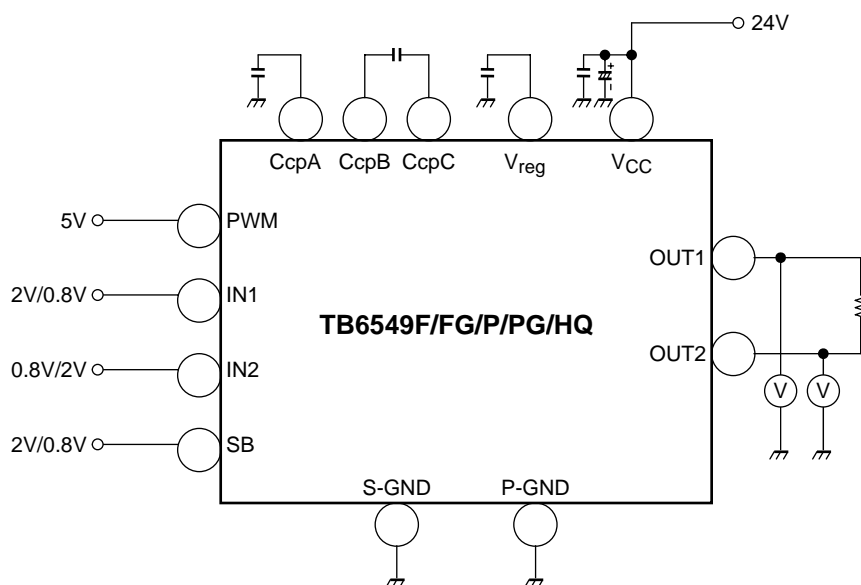 24V
+
-
CcpA CcpB CcpC Vreg VCC
5V PWM
OUT1
2V/0.8V IN1
TB6549F/FG/P/PG/HQ
OUT2
0.8V/2V IN2
V V
2V/0.8V SB
S-GND P-GND